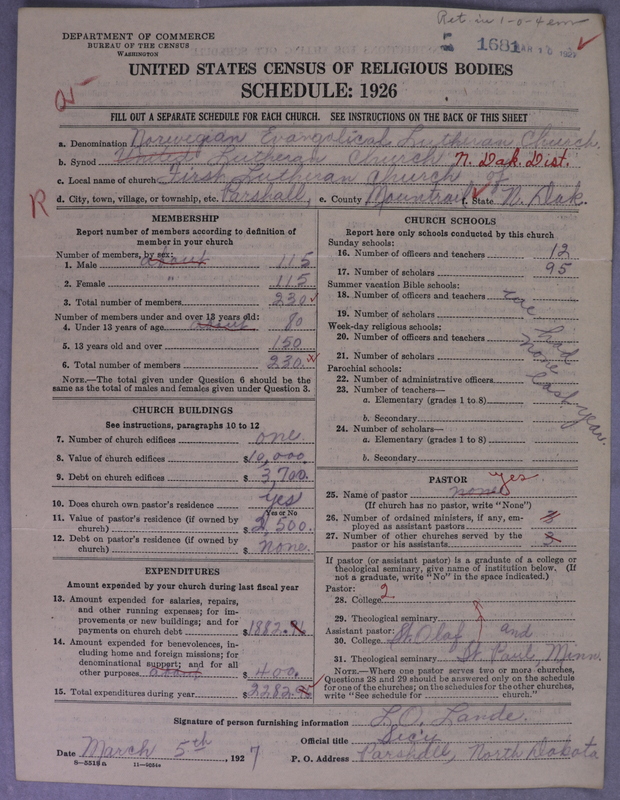 Ret in 1-0-4 em
DEPARTMENT OF COMMERCE
BUREAU OF THE CENSUS
WASHINGTON
1681
UNITED STATES CENSUS OF RELIGIOUS BODIES
SCHEDULE: 1926
FILL OUT A SEPARATE SCHEDULE FOR EACH CHURCH. SEE INSTRUCTIONS ON THE BACK OF THIS SHEET
a. Denomination Norwegian Evangelical Lutheran Church.
b. Synod United Lutheran Church N. Dak. Dist.
c. Local name of church First Lutheran Church of
R
d. City, town, village, or township, etc. Parshall, e. County Mountrail f. State N. Dak.
MEMBERSHIP
Report number of members according to definition of
member in your church
Number of members, by sex:
1. Male about 115
2. Female " 115
3. Total number of members 230
Number of members under and over 13 years old:
4. Under 13 years of age about 80
5. 13 years old and over 150
6. Total number of members 230.
NOTE.—The total given under Question 6 should be the
same as the total of males and females given under Question 3.
CHURCH BUILDINGS
See instructions, paragraphs 10 to 12
7. Number of church edifices one
8. Value of church edifices $10,000
9. Debt on church edifices $3,700.
10. Does church own pastor's residence yes
Yes or No
11. Value of pastor's residence (if owned by
church) $2,500.
12. Debt on pastor's residence (if owned by
church) $ none.
EXPENDITURES
Amount expended by your church during last fiscal year
13. Amount expended for salaries, repairs,
and other running expenses; for im-
provements or new buildings; and for
payments on church debt $1882.
14. Amount expended for benevolences, in-
cluding home and foreign missions; for
denominational support; and for all
other purposes about $400.
15. Total expenditures during year $2282.
CHURCH SCHOOLS
Report here only schools conducted by this church
Sunday schools:
16. Number of officers and teachers 12
17. Number of scholars 95
Summer vacation Bible schools:
18. Number of officers and teachers
19. Number of scholars
Week-day religious schools:
20. Number of officers and teachers
21. Number of scholars
had
none
last year.
Parochial schools:
22. Number of administrative officers
23. Number of teachers—
a. Elementary (grades 1 to 8)
b. Secondary
24. Number of scholars—
a. Elementary (grades 1 to 8)
b. Secondary
PASTOR
yes
25. Name of pastor none
(If church has no pastor, write "None")
26. Number of ordained ministers, if any, em-
ployed as assistant pastors
27. Number of other churches served by the
pastor or his assistants
If pastor (or assistant pastor) is a graduate of a college or
theological seminary, give name of institution below. (If
not a graduate, write "No" in the space indicated.)
Pastor: 2
28. College
29. Theological seminary
Assistant pastor:
30. College St. Olaf and
31. Theological seminary St. Paul, Minn.
NOTE.—Where one pastor serves two or more churches,
Questions 28 and 29 should be answered only on the schedule
for one of the churches; on the schedules for the other churches,
write "See schedule for church."
Signature of person furnishing information L.O. Lande.
Official title Sec'y
Date March 5th, 1927 P. O. Address Parshall, North Dakota
8-5519a 11-9054